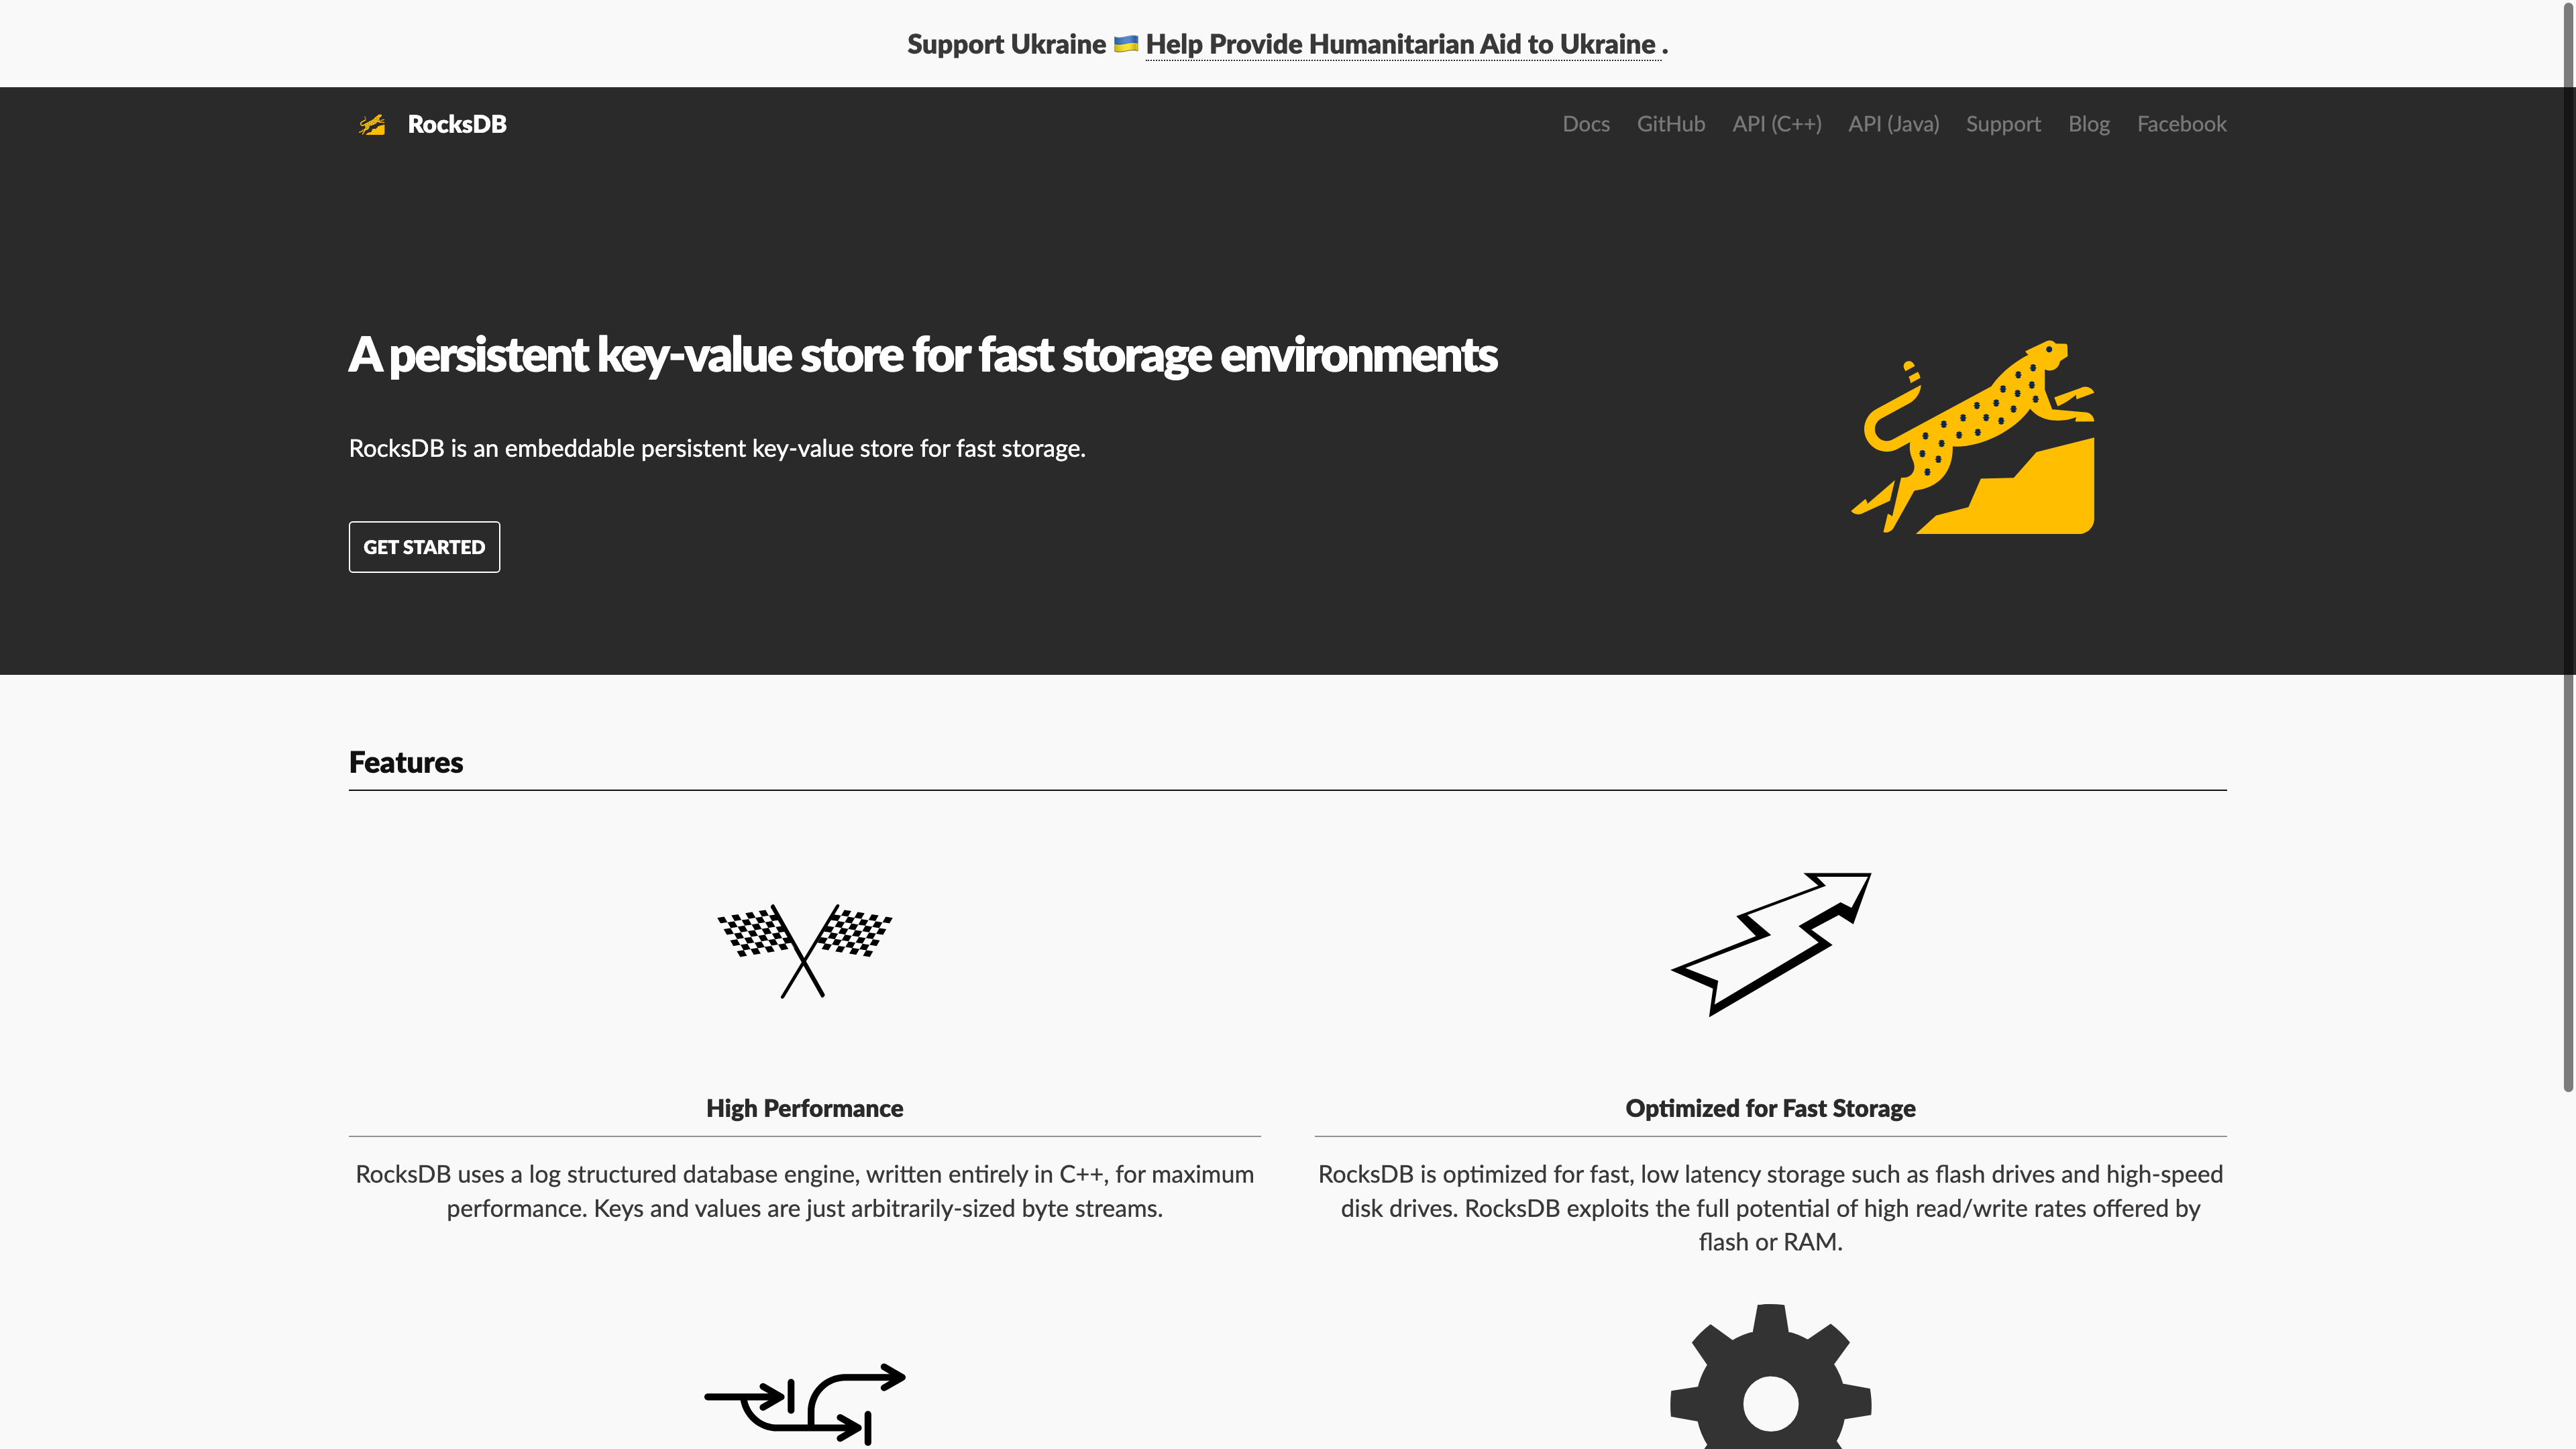 Support Ukraine 🇺🇦 Help Provide Humanitarian Aid to Ukraine .
RocksDB
Docs GitHub API (C++) API (Java) Support Blog Facebook
A persistent key-value store for fast storage environments
RocksDB is an embeddable persistent key-value store for fast storage.
GET STARTED
Features
High Performance
RocksDB uses a log structured database engine, written entirely in C++, for maximum
performance. Keys and values are just arbitrarily-sized byte streams.
Optimized for Fast Storage
RocksDB is optimized for fast, low latency storage such as flash drives and high-speed
disk drives. RocksDB exploits the full potential of high read/write rates offered by
flash or RAM.